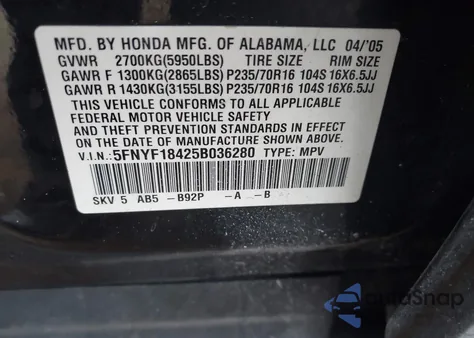 MFD. BY HONDA MFG. OF ALABAMA, LLC 04/'05
GVWR 2700KG(5950LBS) TIRE SIZE RIM SIZE
GAWR F 1300KG(2865LBS) P235/70R16 104S 16X6.5JJ
GAWR R 1430KG(3155LBS) P235/70R16 104S 16X6.5JJ
THIS VEHICLE CONFORMS TO ALL APPLICABLE
FEDERAL MOTOR VEHICLE SAFETY AND
THEFT PREVENTION STANDARDS IN EFFECT
ON THE DATE OF MANUFACTURE SHOWN ABOVE.
V.I.N.: 5FNYF18425B036280 TYPE: MPV
SKV 5 AB5 -B92P -A -B
AutoSnap